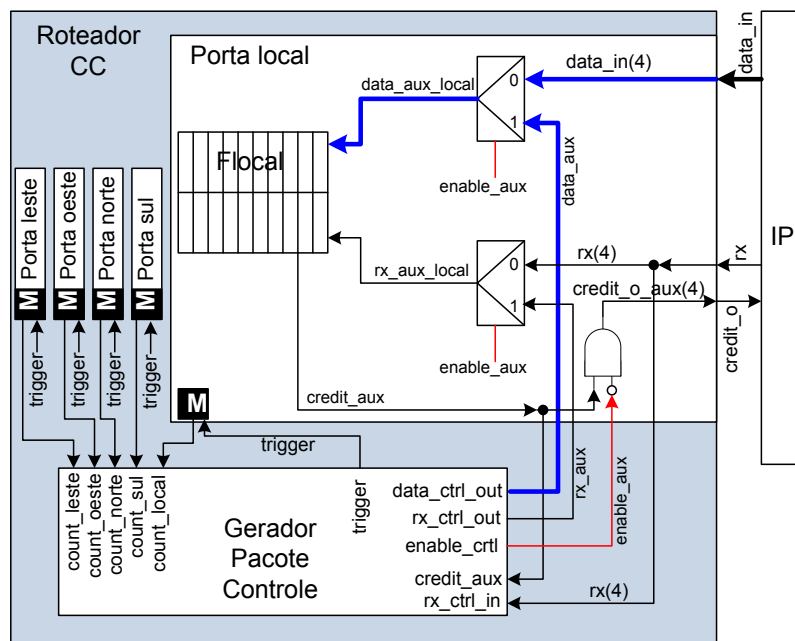 Roteador
CC
Porta local
data_in(4)
data_in
data_aux_local
0
1
Flocal
enable_aux
data_aux
Porta leste
Porta oeste
Porta norte
Porta sul
M
M
M
M
trigger
trigger
trigger
trigger
rx_aux_local
0
1
rx(4)
rx
IP
credit_o_aux(4)
credit_o
enable_aux
credit_aux
M
trigger
rx_aux
enable_aux
count_leste
count_oeste
count_norte
count_sul
count_local
trigger
Gerador
Pacote
Controle
data_ctrl_out
rx_ctrl_out
enable_crtl
credit_aux
rx_ctrl_in
rx(4)